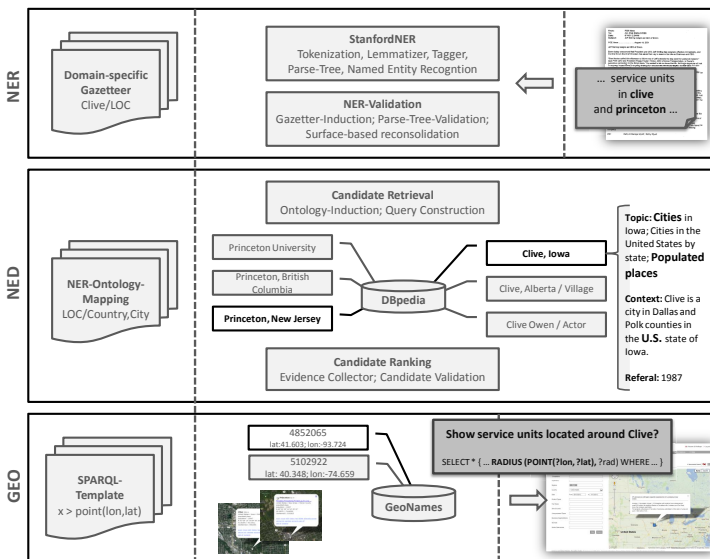 NER
Domain-specific
Gazetteer
Clive/LOC
StanfordNER
Tokenization, Lemmatizer, Tagger,
Parse-Tree, Named Entity Recogntion
NER-Validation
Gazetter-Induction; Parse-Tree-Validation;
Surface-based reconsolidation
... service units
in clive
and princeton ...
NED
NER-Ontology-
Mapping
LOC/Country,City
Candidate Retrieval
Ontology-Induction; Query Construction
Princeton University
Princeton, British
Columbia
Princeton, New Jersey
DBpedia
Clive, Iowa
Clive, Alberta / Village
Clive Owen / Actor
Candidate Ranking
Evidence Collector; Candidate Validation
Topic: Cities in
Iowa; Cities in the
United States by
state; Populated
places
Context: Clive is a
city in Dallas and
Polk counties in
the U.S. state of
Iowa.
Referal: 1987
GEO
SPARQL-
Template
x > point(lon,lat)
4852065
lat:41.603; lon:-93.724
5102922
lat: 40.348; lon:-74.659
GeoNames
Show service units located around Clive?
SELECT * { ... RADIUS (POINT(?lon, ?lat), ?rad) WHERE ... }